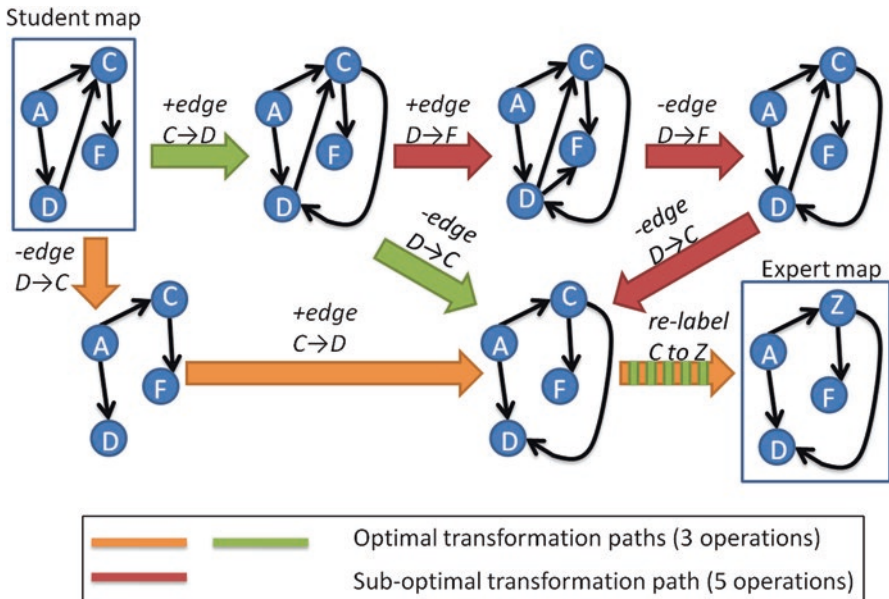 Student map
A
C
F
D
+edge
C→D
A
C
F
D
+edge
D→F
A
C
F
D
-edge
D→F
A
C
F
D
-edge
D→C
-edge
D→C
-edge
D→C
A
C
F
D
+edge
C→D
A
C
F
D
re-label
C to Z
Expert map
A
Z
F
D
Optimal transformation paths (3 operations)
Sub-optimal transformation path (5 operations)